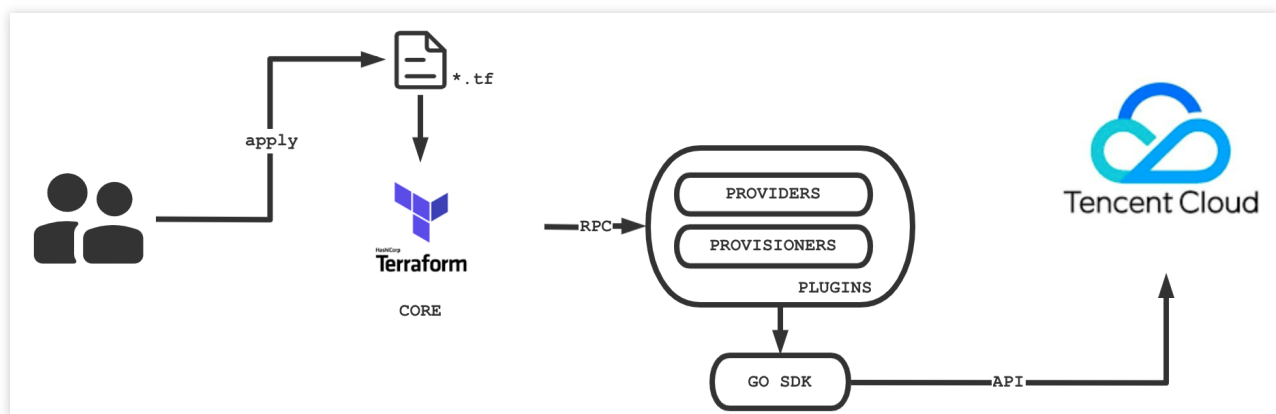 *.tf
apply
HashiCorp
Terraform
CORE
RPC
PROVIDERS
PROVISIONERS
PLUGINS
GO SDK
API
Tencent Cloud